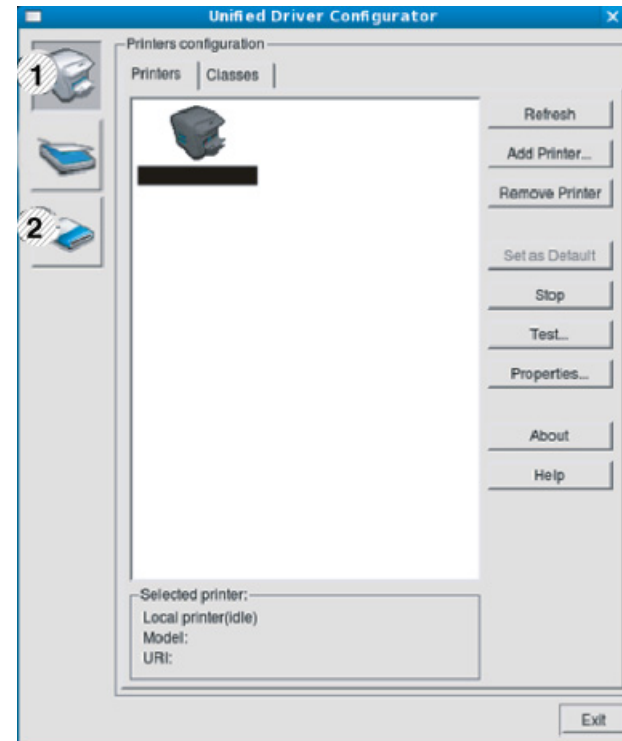 Unified Driver Configurator
1
2
Printers configuration
Printers
Classes
Refresh
Add Printer...
Remove Printer
Set as Default
Stop
Test...
Properties...
About
Help
Selected printer:
Local printer(idle)
Model:
URI:
Exit